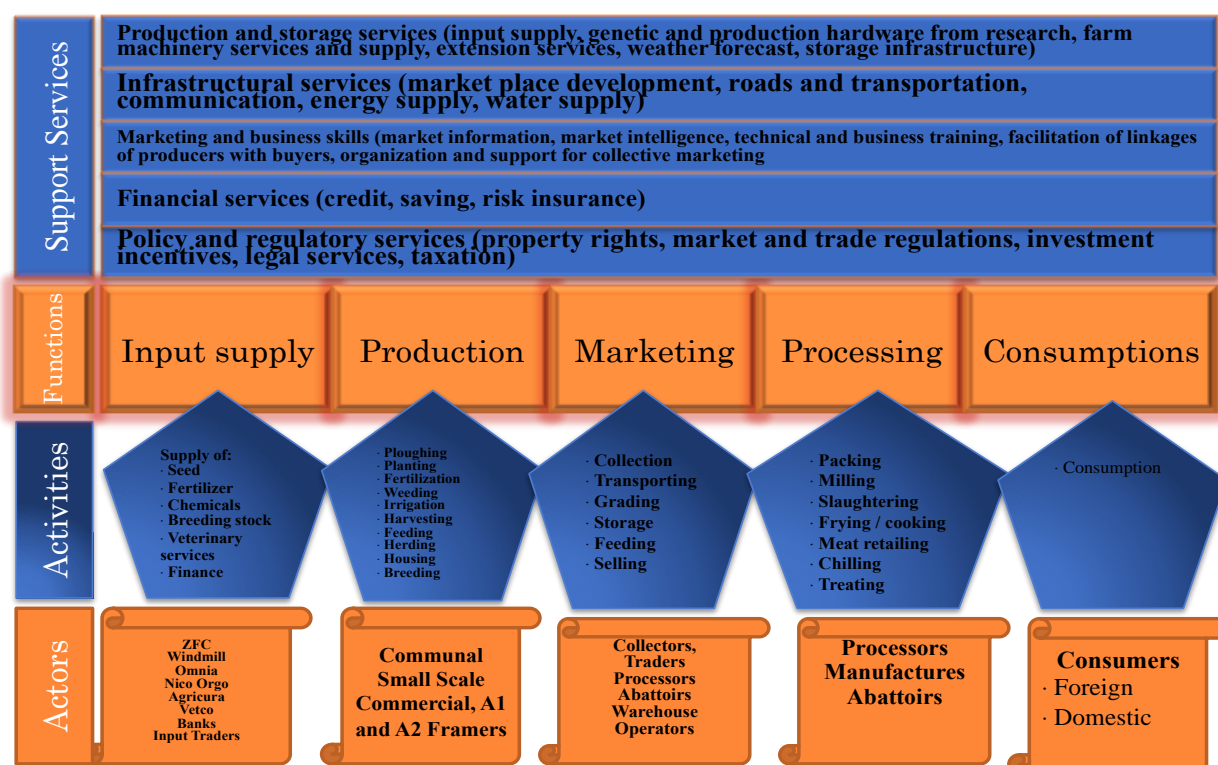 Support Services
Production and storage services (input supply, genetic and production hardware from research, farm
machinery services and supply, extension services, weather forecast, storage infrastructure)
Infrastructural services (market place development, roads and transportation,
communication, energy supply, water supply)
Marketing and business skills (market information, market intelligence, technical and business training, facilitation of linkages
of producers with buyers, organization and support for collective marketing
Financial services (credit, saving, risk insurance)
Policy and regulatory services (property rights, market and trade regulations, investment
incentives, legal services, taxation)
Functions
Input supply
Production
Marketing
Processing
Consumptions
Activities
Supply of:
· Seed
· Fertilizer
· Chemicals
· Breeding stock
· Veterinary
services
· Finance
· Ploughing
· Planting
· Fertilization
· Weeding
· Irrigation
· Harvesting
· Feeding
· Herding
· Housing
· Breeding
· Collection
· Transporting
· Grading
· Storage
· Feeding
· Selling
· Packing
· Milling
· Slaughtering
· Frying / cooking
· Meat retailing
· Chilling
· Treating
· Consumption
Actors
ZFC
Windmill
Omnia
Nico Orgo
Agricura
Vetco
Banks
Input Traders
Communal
Small Scale
Commercial, A1
and A2 Framers
Collectors,
Traders
Processors
Abattoirs
Warehouse
Operators
Processors
Manufactures
Abattoirs
Consumers
· Foreign
· Domestic